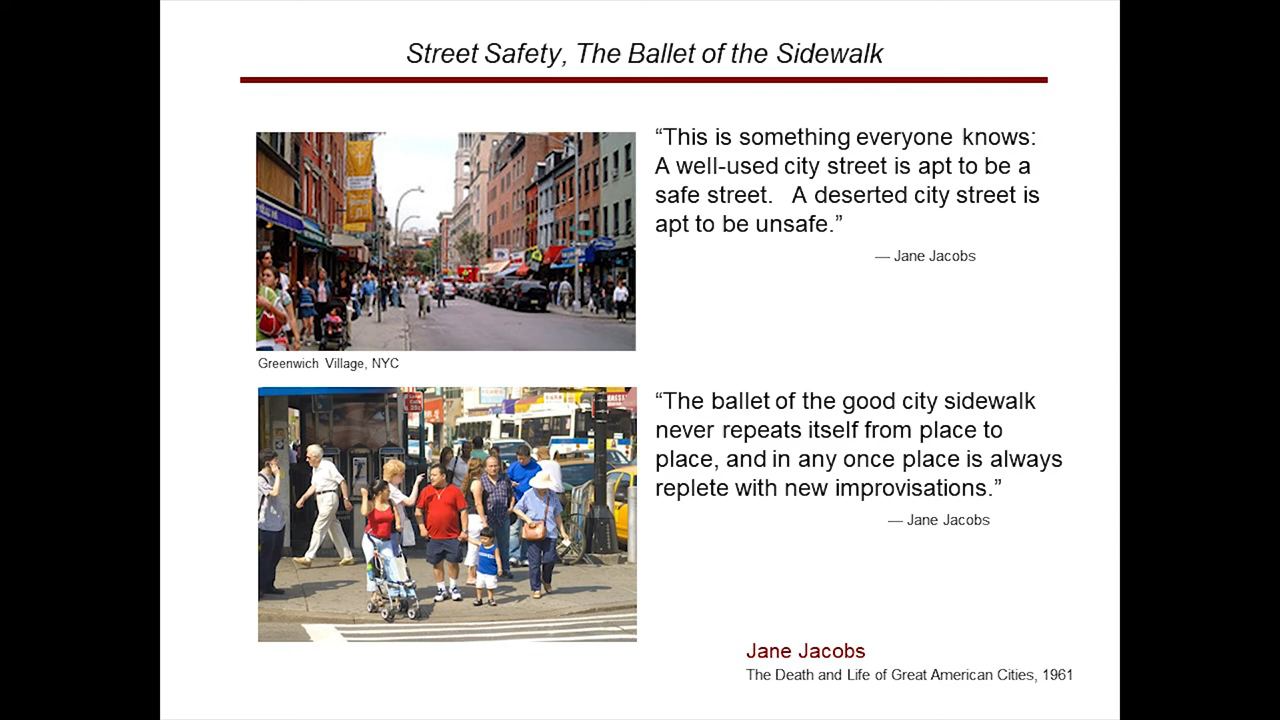 Street Safety, The Ballet of the Sidewalk
“This is something everyone knows:
A well-used city street is apt to be a
safe street.   A deserted city street is
apt to be unsafe.”
— Jane Jacobs
Greenwich Village, NYC
“The ballet of the good city sidewalk
never repeats itself from place to
place, and in any once place is always
replete with new improvisations.”
— Jane Jacobs
Jane Jacobs
The Death and Life of Great American Cities, 1961